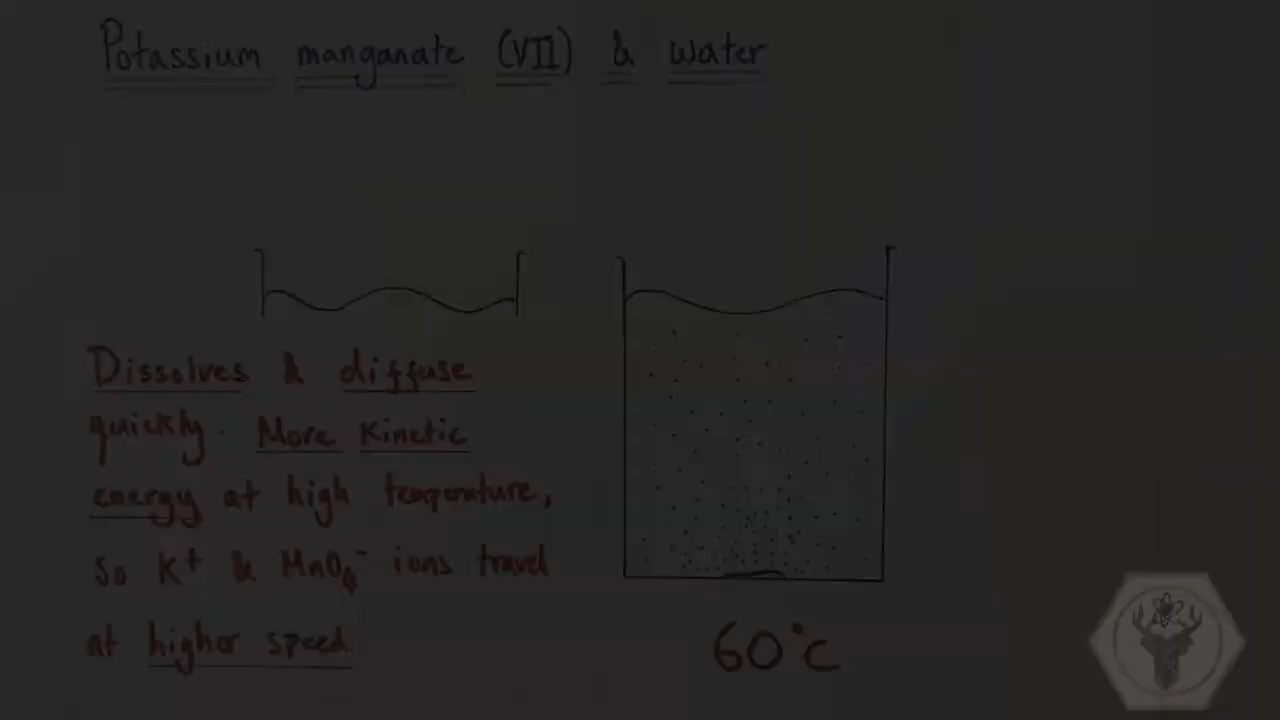 Potassium manganate (VII) & water
Dissolves & diffuse
quickly. More kinetic
energy at high temperature,
so K⁺ & MnO₄⁻ ions travel
at higher speed
60°c